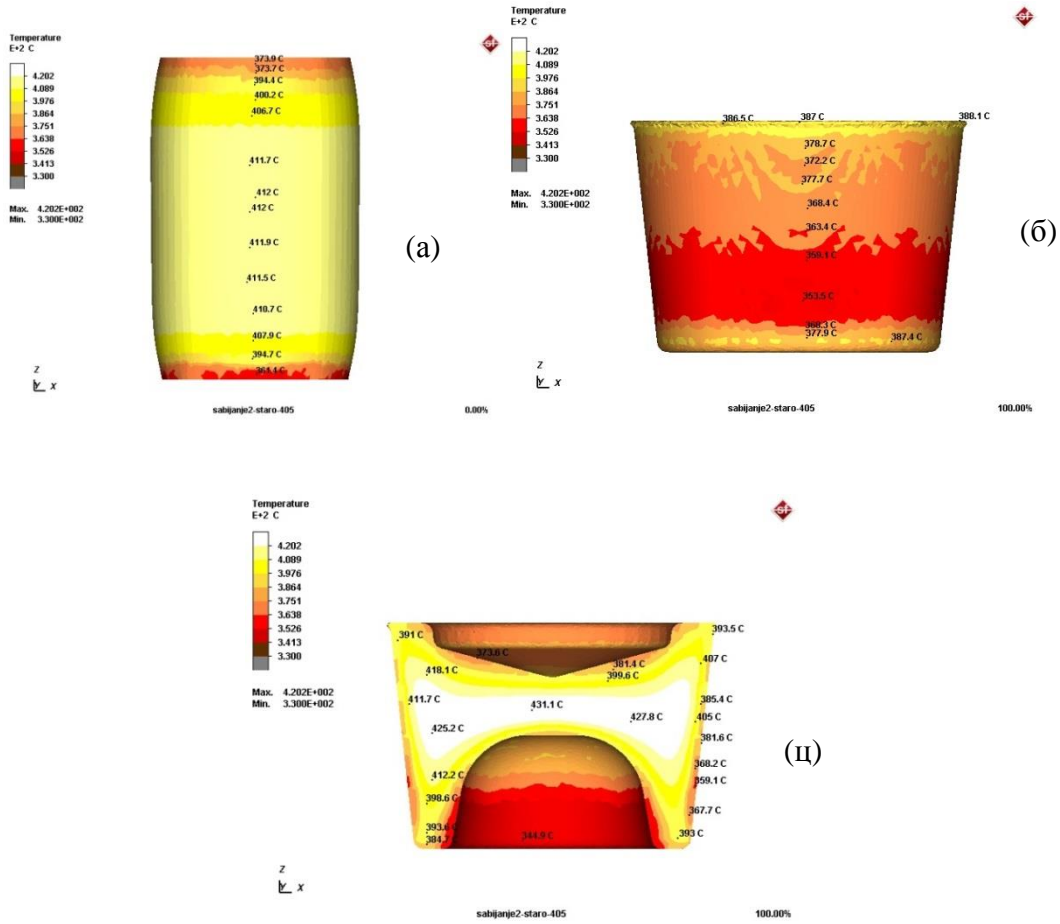 Temperature
E+2 C
4.202
4.089
3.976
3.864
3.751
3.638
3.526
3.413
3.300
Max. 4.202E+002
Min. 3.300E+002
373.9 C
373.7 C
394.4 C
400.2 C
406.7 C
411.7 C
412 C
412 C
411.9 C
411.5 C
410.7 C
407.9 C
394.7 C
361.4 C
Z
Y X
sabijanje2-staro-405 0.00%
(а)
Temperature
E+2 C
4.202
4.089
3.976
3.864
3.751
3.638
3.526
3.413
3.300
Max. 4.202E+002
Min. 3.300E+002
386.5 C 387 C 388.1 C
378.7 C
372.2 C
377.7 C
368.4 C
363.4 C
359.1 C
353.5 C
368.3 C
377.9 C 387.4 C
Z
Y X
sabijanje2-staro-405 100.00%
(б)
Temperature
E+2 C
4.202
4.089
3.976
3.864
3.751
3.638
3.526
3.413
3.300
Max. 4.202E+002
Min. 3.300E+002
391 C 393.5 C
373.6 C 381.4 C 407 C
418.1 C 399.6 C
411.7 C 431.1 C 427.8 C 385.4 C
405 C
425.2 C 381.6 C
412.2 C 368.2 C
359.1 C
398.6 C 367.7 C
393.6 C 344.9 C 393 C
Z
Y X
sabijanje2-staro-405 100.00%
(ц)